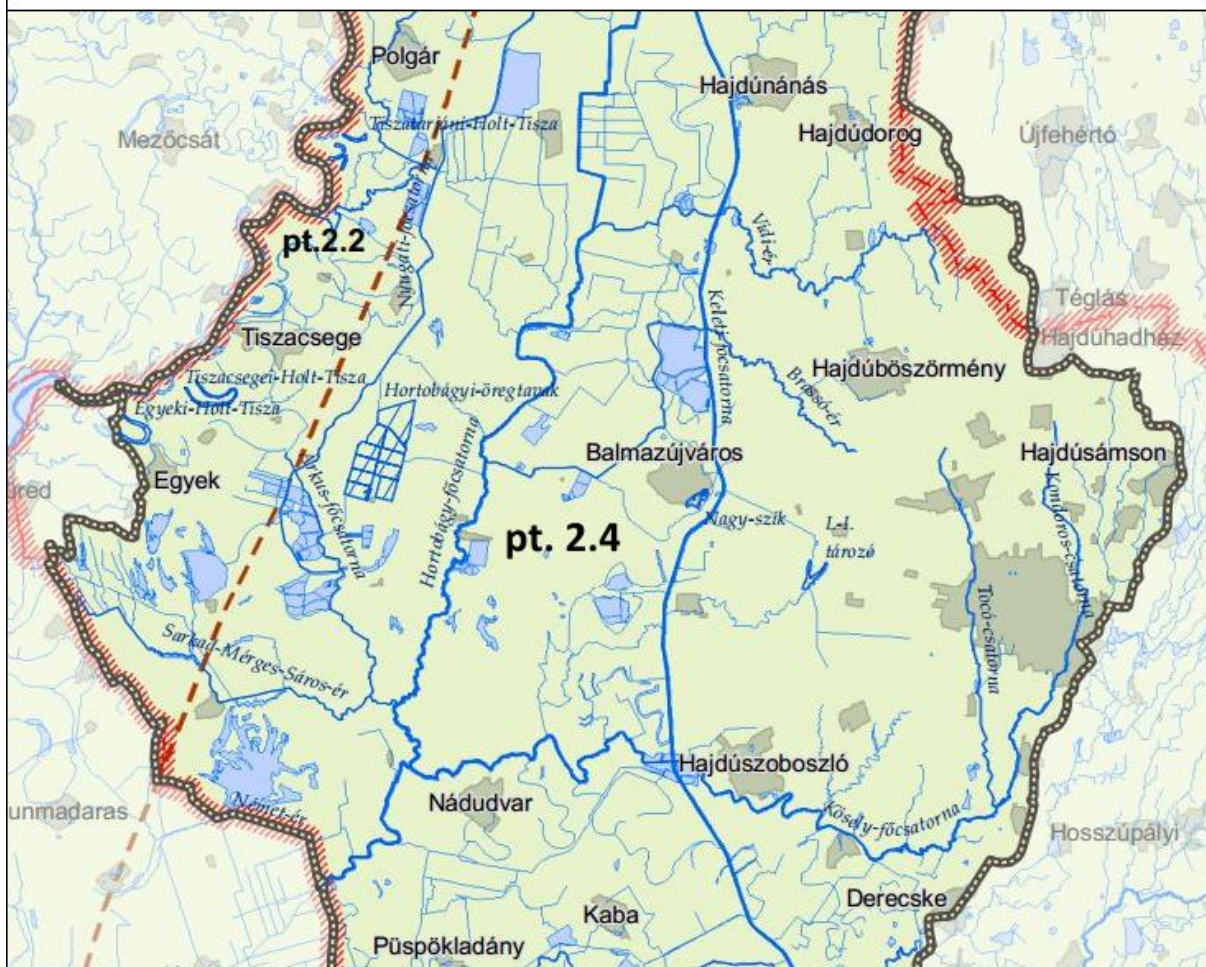 Polgár
Hajdúnánás
Mezőcsát
Tiszatarjáni-Holt-Tisza
Hajdúdorog
Újfehértó
Nyugati-főcsatorna
pt.2.2
Vidi-ér
Téglás
Keleti-főcsatorna
Tiszacsege
Hajdúhadház
Hajdúböszörmény
Tiszacsegei-Holt-Tisza
Hortobágyi-öregtavak
Brassó-ér
Egyeki-Holt-Tisza
Balmazújváros
Hajdúsámson
Egyek
Árkus-főcsatorna
Hortobágy-főcsatorna
Kondoros-csatorna
üred
Nagy-szik
L-I.
tározó
pt. 2.4
Tocó-csatorna
Sarkad-Mérges-Sáros-ér
Hajdúszoboszló
unmadaras
Német-ér
Nádudvar
Kösely-főcsatorna
Hosszúpályi
Derecske
Kaba
Püspökladány